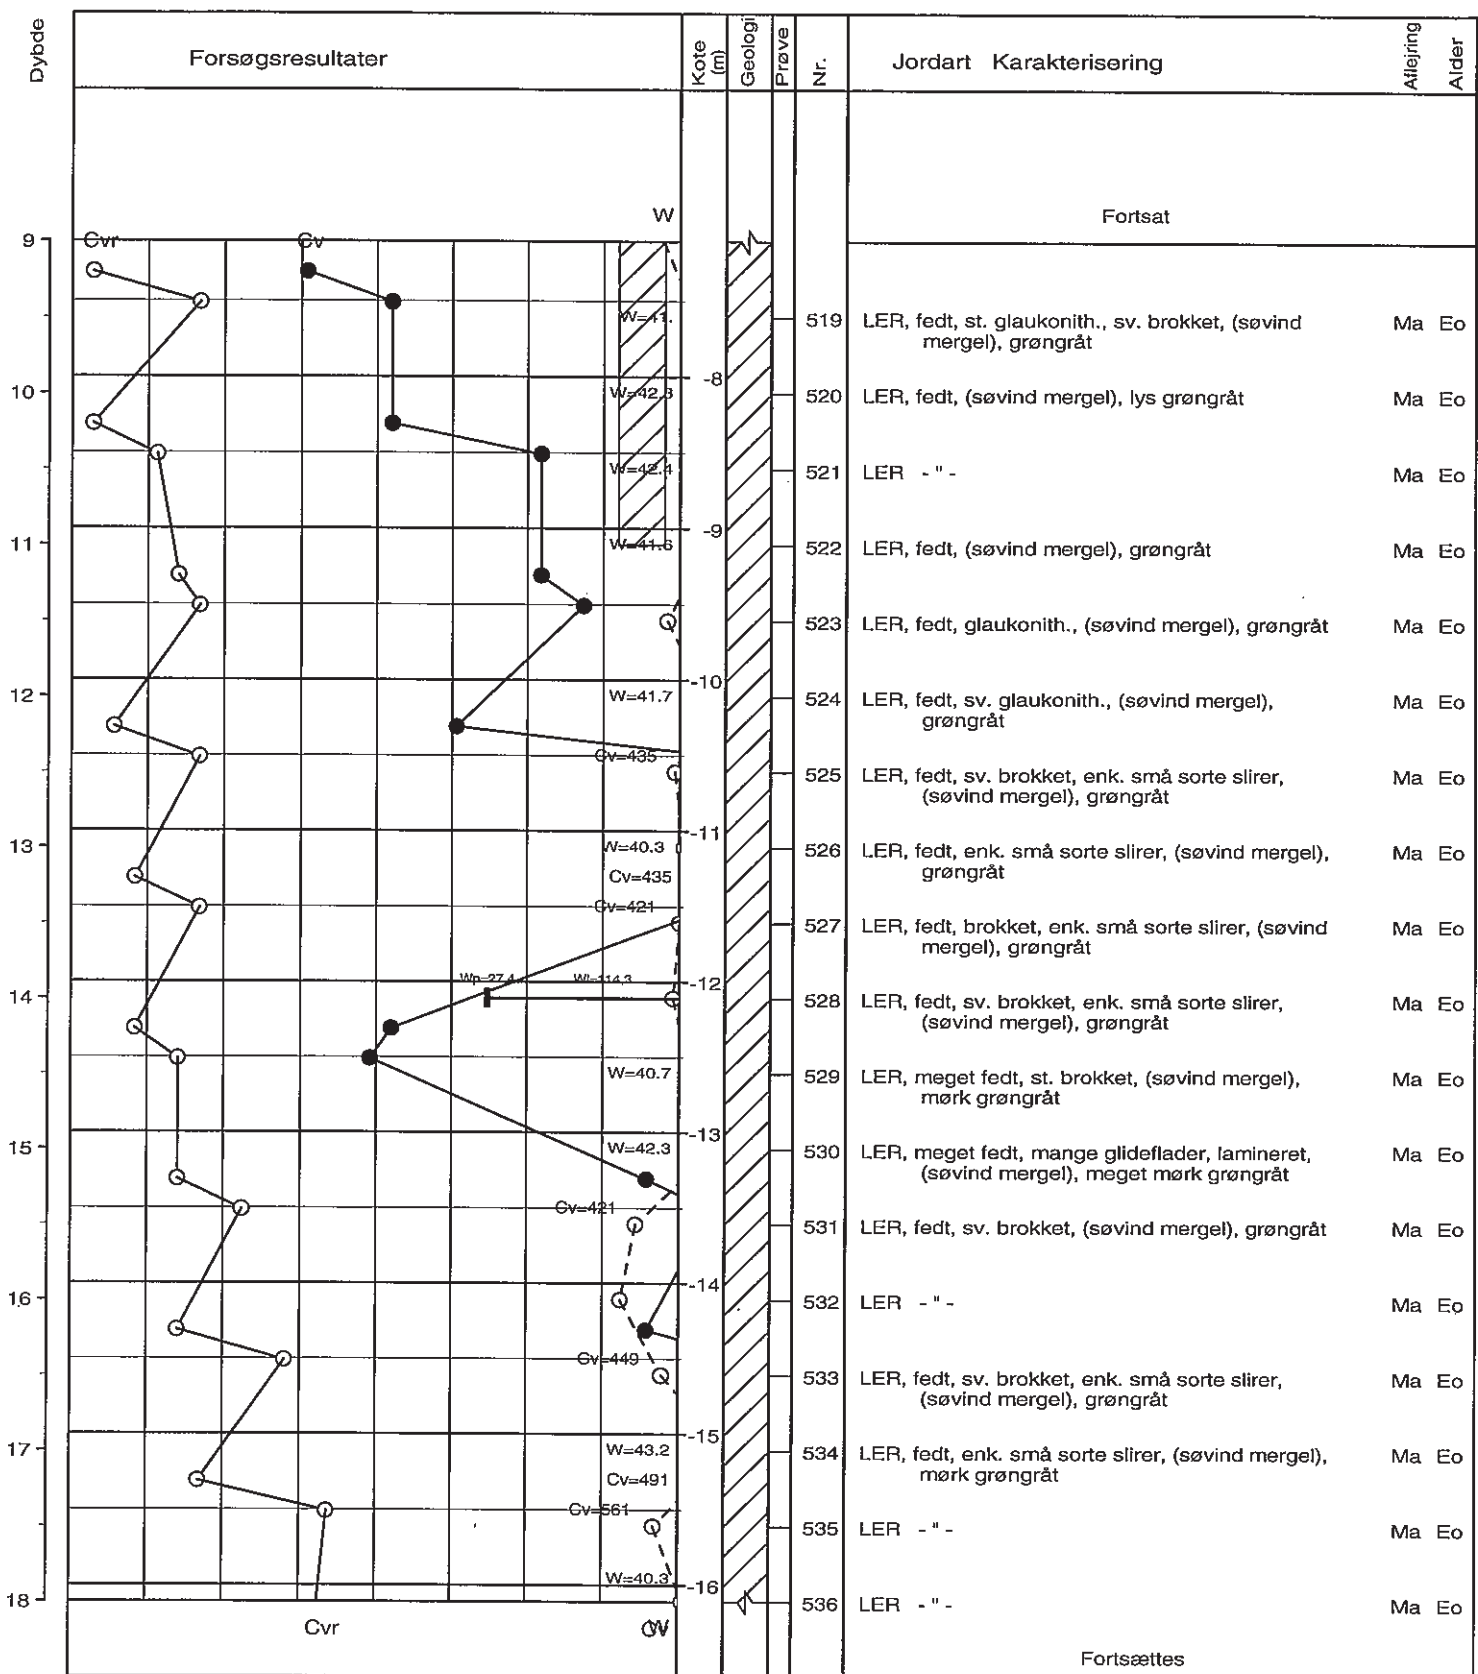 Dybde
Forsøgsresultater
Kote (m)
Geologi
Prøve
Nr.
Jordart Karakterisering
Aflejring
Alder
W
Fortsat
9
Cvr
Cv
W=41.
519 LER, fedt, st. glaukonith., sv. brokket, (søvind Ma Eo
mergel), grøngråt
-8
10
W=42.3
520 LER, fedt, (søvind mergel), lys grøngråt Ma Eo
W=42.4
521 LER - " - Ma Eo
-9
11
W=41.6
522 LER, fedt, (søvind mergel), grøngråt Ma Eo
523 LER, fedt, glaukonith., (søvind mergel), grøngråt Ma Eo
-10
12
W=41.7
524 LER, fedt, sv. glaukonith., (søvind mergel), Ma Eo
grøngråt
Cv=435
525 LER, fedt, sv. brokket, enk. små sorte slirer, Ma Eo
(søvind mergel), grøngråt
-11
13
W=40.3
526 LER, fedt, enk. små sorte slirer, (søvind mergel), Ma Eo
grøngråt
Cv=435
Cv=421
527 LER, fedt, brokket, enk. små sorte slirer, (søvind Ma Eo
mergel), grøngråt
Wp=27.4 Wl=114.3
-12
14
528 LER, fedt, sv. brokket, enk. små sorte slirer, Ma Eo
(søvind mergel), grøngråt
W=40.7
529 LER, meget fedt, st. brokket, (søvind mergel), Ma Eo
mørk grøngråt
-13
15
W=42.3
530 LER, meget fedt, mange glideflader, lamineret, Ma Eo
(søvind mergel), meget mørk grøngråt
Cv=421
531 LER, fedt, sv. brokket, (søvind mergel), grøngråt Ma Eo
-14
16
532 LER - " - Ma Eo
Cv=449
533 LER, fedt, sv. brokket, enk. små sorte slirer, Ma Eo
(søvind mergel), grøngråt
-15
17
W=43.2
534 LER, fedt, enk. små sorte slirer, (søvind mergel), Ma Eo
mørk grøngråt
Cv=491
Cv=561
535 LER - " - Ma Eo
W=40.3
-16
18
536 LER - " - Ma Eo
Cvr
Cv
W
Fortsættes